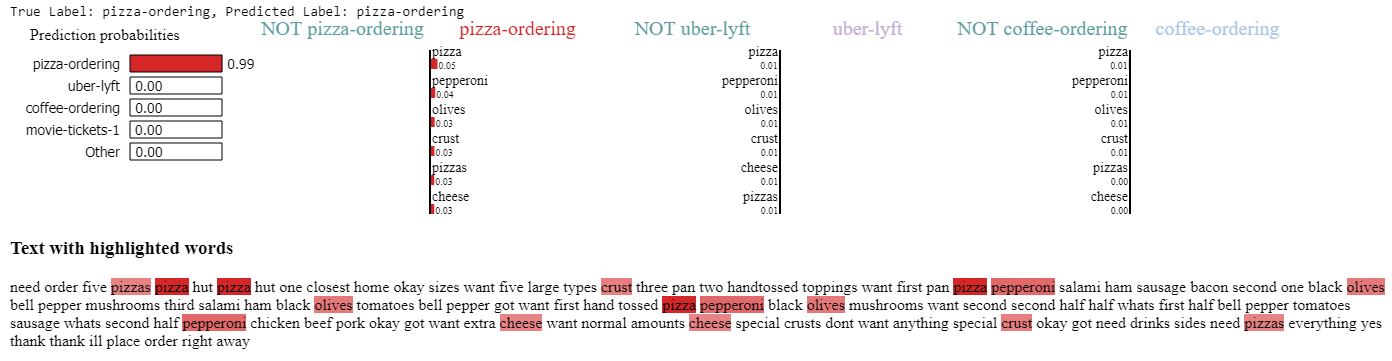 True Label: pizza-ordering, Predicted Label: pizza-ordering
Prediction probabilities
pizza-ordering 0.99
uber-lyft 0.00
coffee-ordering 0.00
movie-tickets-1 0.00
Other 0.00
NOT pizza-ordering pizza-ordering
pizza
0.05
pepperoni
0.04
olives
0.03
crust
0.03
pizzas
0.03
cheese
0.03
NOT uber-lyft uber-lyft
pizza
0.01
pepperoni
0.01
olives
0.01
crust
0.01
cheese
0.01
pizzas
0.01
NOT coffee-ordering coffee-ordering
pizza
0.01
pepperoni
0.01
olives
0.01
crust
0.01
pizzas
0.00
cheese
0.00
Text with highlighted words
need order five pizzas pizza hut pizza hut one closest home okay sizes want five large types crust three pan two handtossed toppings want first pan pizza pepperoni salami ham sausage bacon second one black olives
bell pepper mushrooms third salami ham black olives tomatoes bell pepper got want first hand tossed pizza pepperoni black olives mushrooms want second second half half whats first half bell pepper tomatoes
sausage whats second half pepperoni chicken beef pork okay got want extra cheese want normal amounts cheese special crusts dont want anything special crust okay got need drinks sides need pizzas everything yes
thank thank ill place order right away